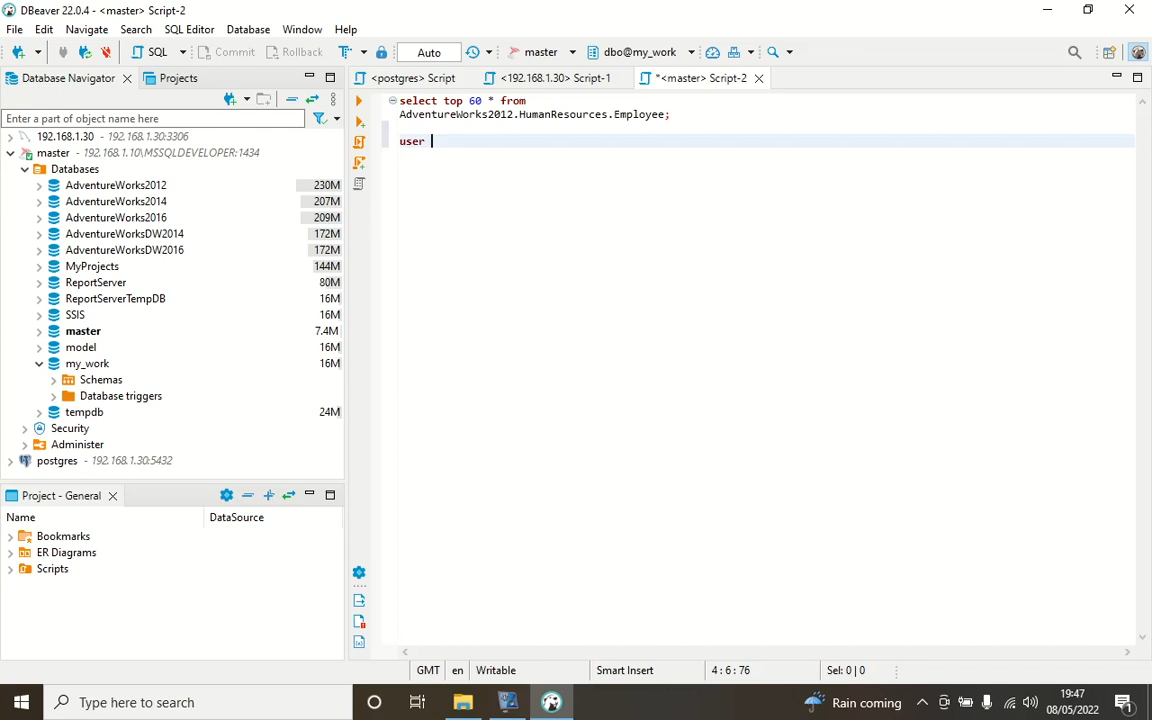 DBeaver 22.0.4 - <master> Script-2
File Edit Navigate Search SQL Editor Database Window Help
SQL Commit Rollback Auto master dbo@my_work
Database Navigator Projects
<postgres> Script <192.168.1.30> Script-1 *<master> Script-2
Enter a part of object name here
192.168.1.30 - 192.168.1.30:3306
master - 192.168.1.10\MSSQLDEVELOPER:1434
Databases
AdventureWorks2012 230M
AdventureWorks2014 207M
AdventureWorks2016 209M
AdventureWorksDW2014 172M
AdventureWorksDW2016 172M
MyProjects 144M
ReportServer 80M
ReportServerTempDB 16M
SSIS 16M
master 7.4M
model 16M
my_work 16M
Schemas
Database triggers
tempdb 24M
Security
Administer
postgres - 192.168.1.30:5432
select top 60 * from
AdventureWorks2012.HumanResources.Employee;
user
Project - General
Name DataSource
Bookmarks
ER Diagrams
Scripts
GMT en Writable Smart Insert 4 : 6 : 76 Sel: 0 | 0
Type here to search
Rain coming
19:47
08/05/2022
1